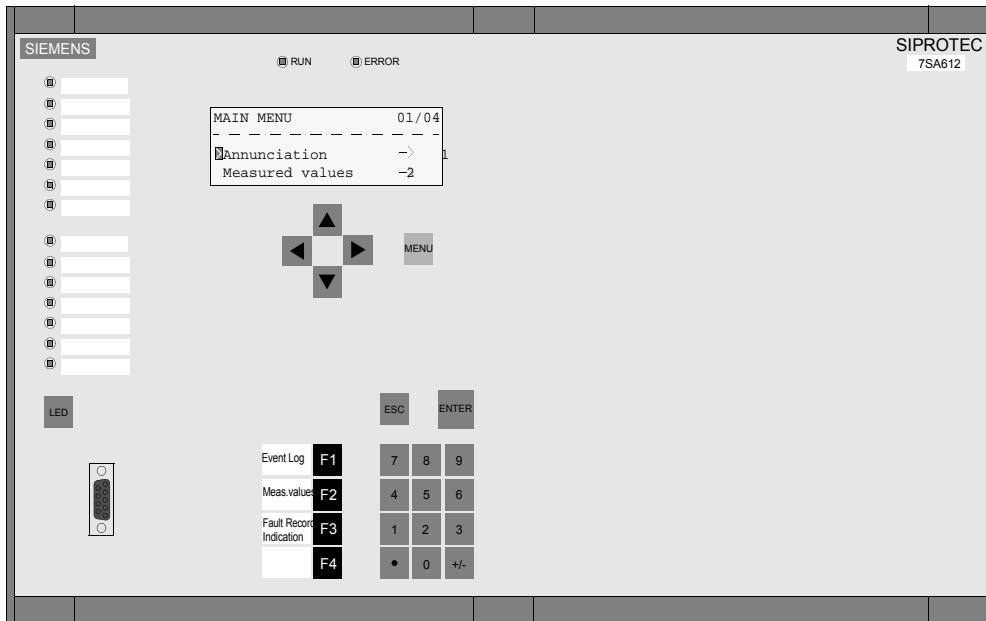 SIEMENS
SIPROTEC
7SA612
RUN
ERROR
MAIN MENU 01/04
Annunciation –> 1
Measured values –2
MENU
LED
ESC
ENTER
Event Log F1
7 8 9
Meas.values F2
4 5 6
Fault Record
Indication
F3
1 2 3
F4
• 0 +/-